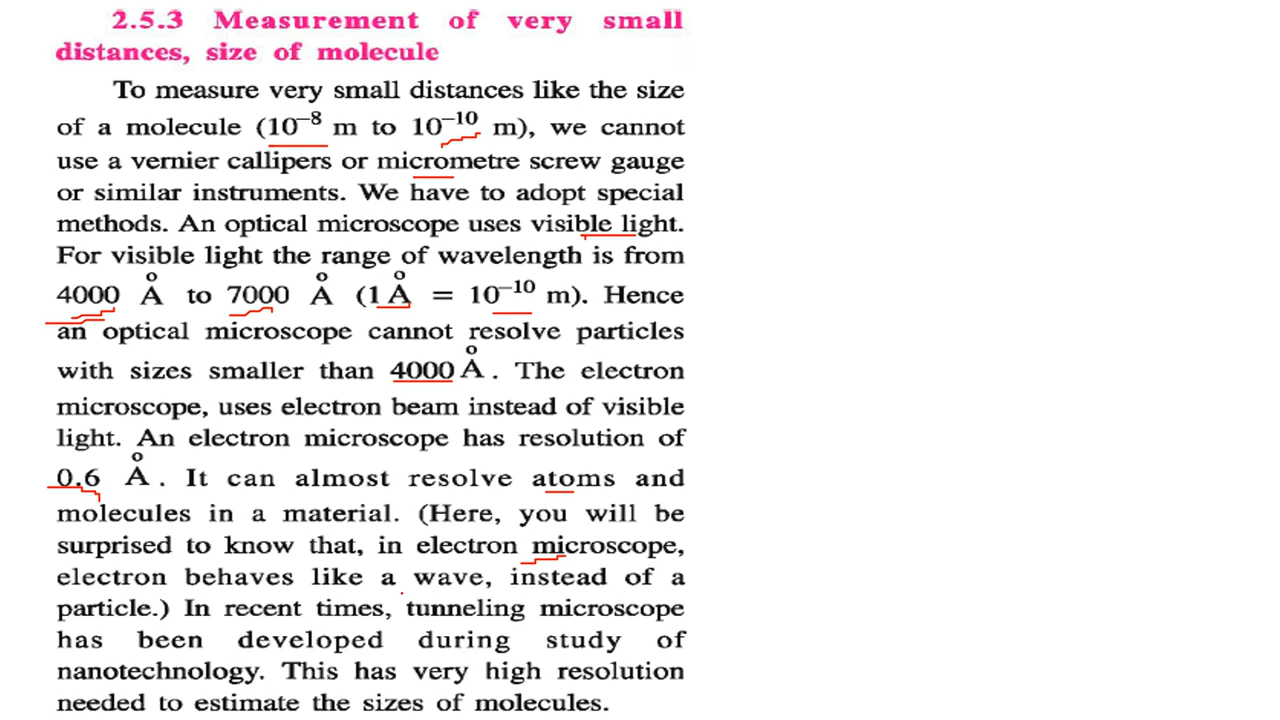 2.5.3 Measurement of very small
distances, size of molecule
To measure very small distances like the size
of a molecule (10⁻⁸ m to 10⁻¹⁰ m), we cannot
use a vernier callipers or micrometre screw gauge
or similar instruments. We have to adopt special
methods. An optical microscope uses visible light.
For visible light the range of wavelength is from
4000 Å to 7000 Å (1 Å = 10⁻¹⁰ m). Hence
an optical microscope cannot resolve particles
with sizes smaller than 4000 Å. The electron
microscope, uses electron beam instead of visible
light. An electron microscope has resolution of
0.6 Å. It can almost resolve atoms and
molecules in a material. (Here, you will be
surprised to know that, in electron microscope,
electron behaves like a wave, instead of a
particle.) In recent times, tunneling microscope
has been developed during study of
nanotechnology. This has very high resolution
needed to estimate the sizes of molecules.